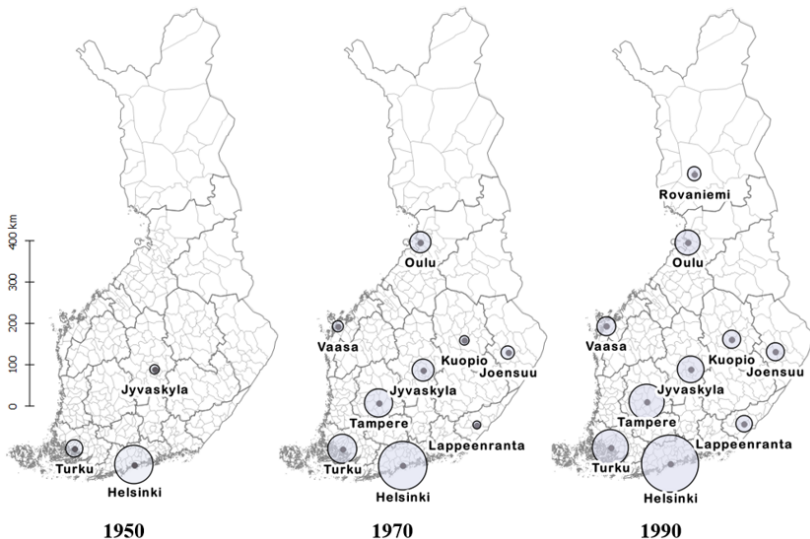 Rovaniemi
400 km
300
200
100
0
Oulu
Oulu
Vaasa
Kuopio
Joensuu
Vaasa
Kuopio
Joensuu
Jyvaskyla
Jyvaskyla
Jyvaskyla
Tampere
Tampere
Lappeenranta
Lappeenranta
Turku
Turku
Turku
Helsinki
Helsinki
Helsinki
1950
1970
1990